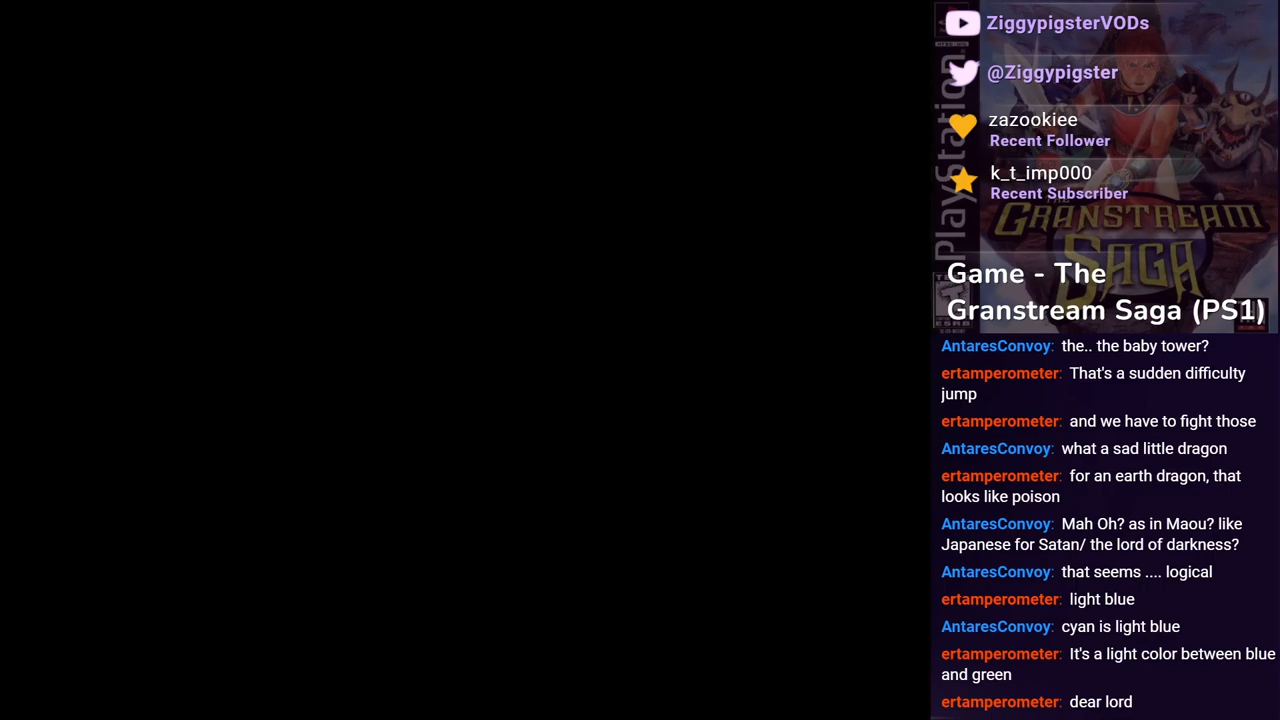 ZiggypigsterVODs
@Ziggypigster
zazookiee
Recent Follower
k_t_imp000
Recent Subscriber
PlayStation
THE
GRANSTREAM
SAGA
Game - The
Granstream Saga (PS1)
AntaresConvoy: the.. the baby tower?
ertamperometer: That's a sudden difficulty
jump
ertamperometer: and we have to fight those
AntaresConvoy: what a sad little dragon
ertamperometer: for an earth dragon, that
looks like poison
AntaresConvoy: Mah Oh? as in Maou? like
Japanese for Satan/ the lord of darkness?
AntaresConvoy: that seems .... logical
ertamperometer: light blue
AntaresConvoy: cyan is light blue
ertamperometer: It's a light color between blue
and green
ertamperometer: dear lord